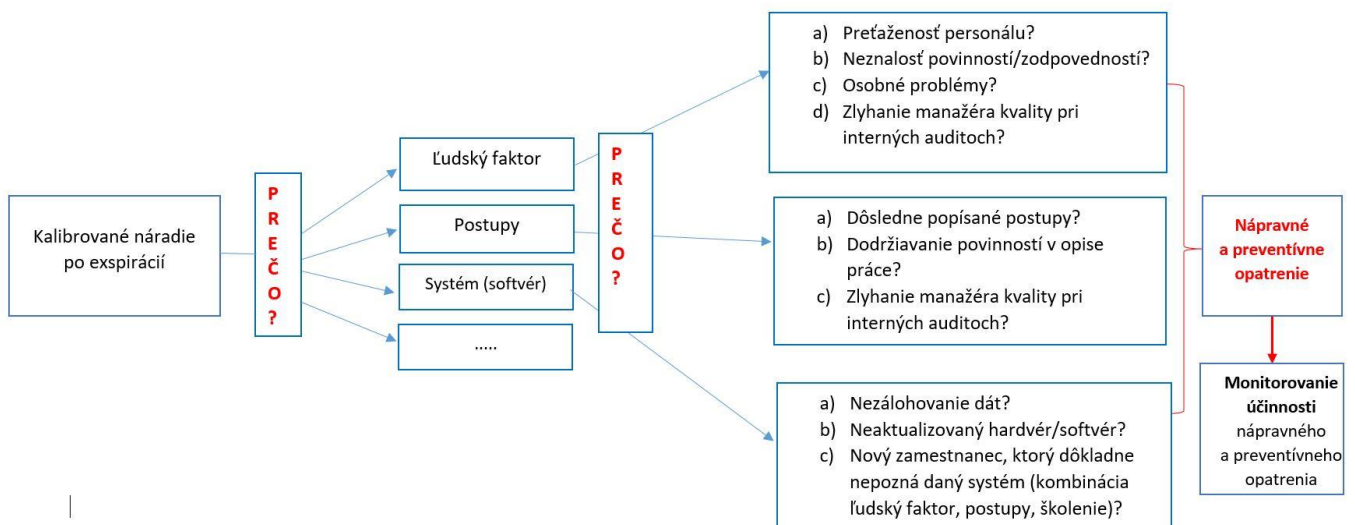 Kalibrované náradie
po exspirácií
P
R
E
Č
O
?
Ľudský faktor
Postupy
Systém (softvér)
.....
P
R
E
Č
O
?
a) Preťaženosť personálu?
b) Neznalosť povinností/zodpovedností?
c) Osobné problémy?
d) Zlyhanie manažéra kvality pri
interných auditoch?
a) Dôsledne popísané postupy?
b) Dodržiavanie povinností v opise
práce?
c) Zlyhanie manažéra kvality pri
interných auditoch?
a) Nezálohovanie dát?
b) Neaktualizovaný hardvér/softvér?
c) Nový zamestnanec, ktorý dôkladne
nepozná daný systém (kombinácia
ľudský faktor, postupy, školenie)?
Nápravné
a preventívne
opatrenie
Monitorovanie
účinnosti
nápravného
a preventívneho
opatrenia